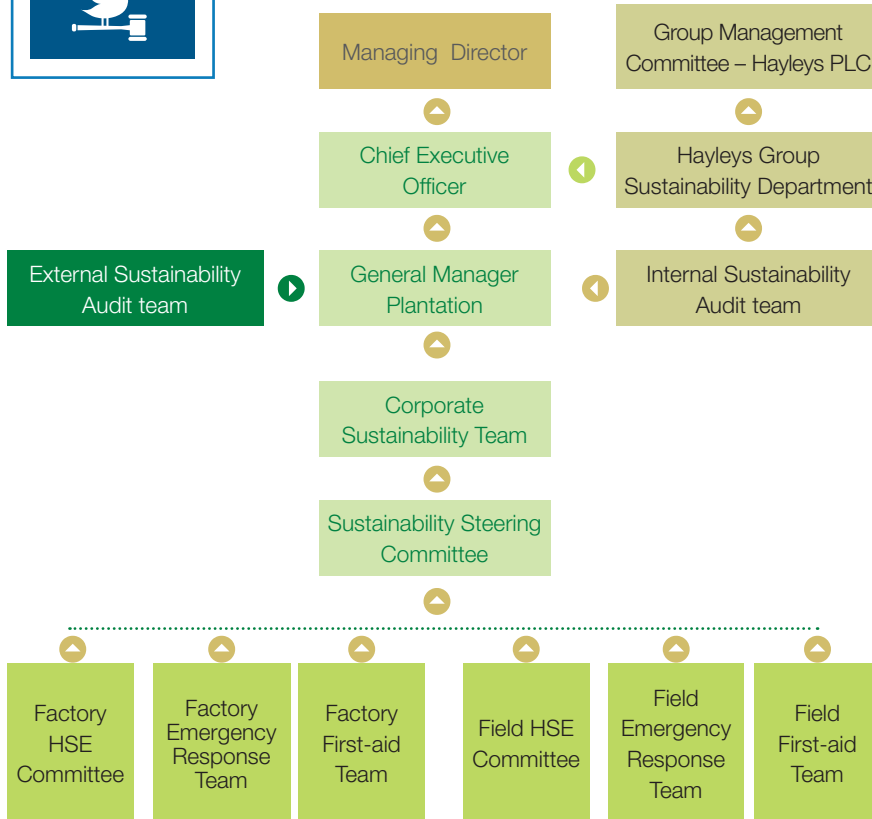 Managing Director
Group Management
Committee – Hayleys PLC
Chief Executive
Officer
Hayleys Group
Sustainability Department
External Sustainability
Audit team
General Manager
Plantation
Internal Sustainability
Audit team
Corporate
Sustainability Team
Sustainability Steering
Committee
Factory
HSE
Committee
Factory
Emergency
Response
Team
Factory
First-aid
Team
Field HSE
Committee
Field
Emergency
Response
Team
Field
First-aid
Team